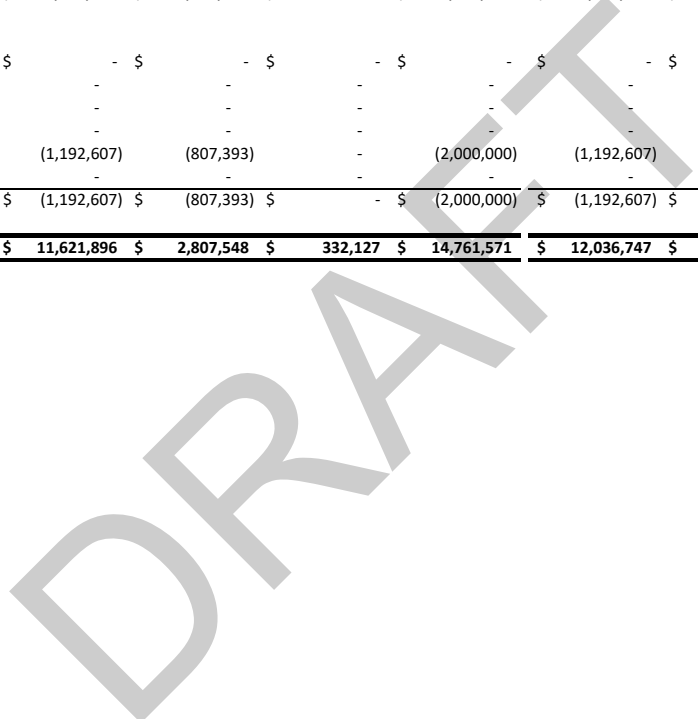 $ - $ - $ - $ - $ - $
- - - - -
- - - - -
- - - - -
(1,192,607) (807,393) - (2,000,000) (1,192,607)
- - - - -
$ (1,192,607) $ (807,393) $ - $ (2,000,000) $ (1,192,607) $
$ 11,621,896 $ 2,807,548 $ 332,127 $ 14,761,571 $ 12,036,747 $
DRAFT